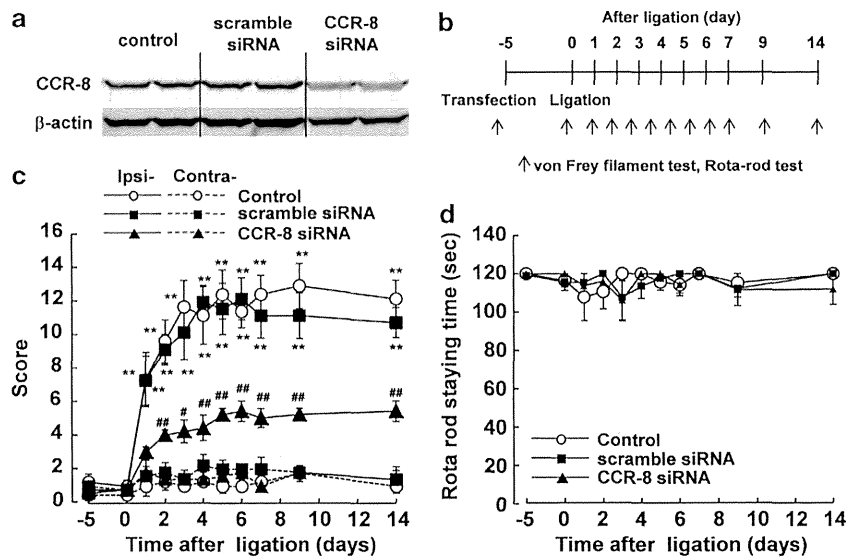 a
control
scramble siRNA
CCR-8 siRNA
CCR-8
β-actin
b
After ligation (day)
-5 0 1 2 3 4 5 6 7 9 14
Transfection Ligation
von Frey filament test, Rota-rod test
c
Ipsi- Contra-
Control
scramble siRNA
CCR-8 siRNA
Score
16
14
12
10
8
6
4
2
0
** ** ** ** ** ** ** **
** ** ** ** ** ** ** ** **
## # ## ## ## ## ## ##
-5 0 2 4 6 8 10 12 14
Time after ligation (days)
d
Rota rod staying time (sec)
140
120
100
80
60
40
20
0
Control
scramble siRNA
CCR-8 siRNA
-5 0 2 4 6 8 10 12 14
Time after ligation (days)